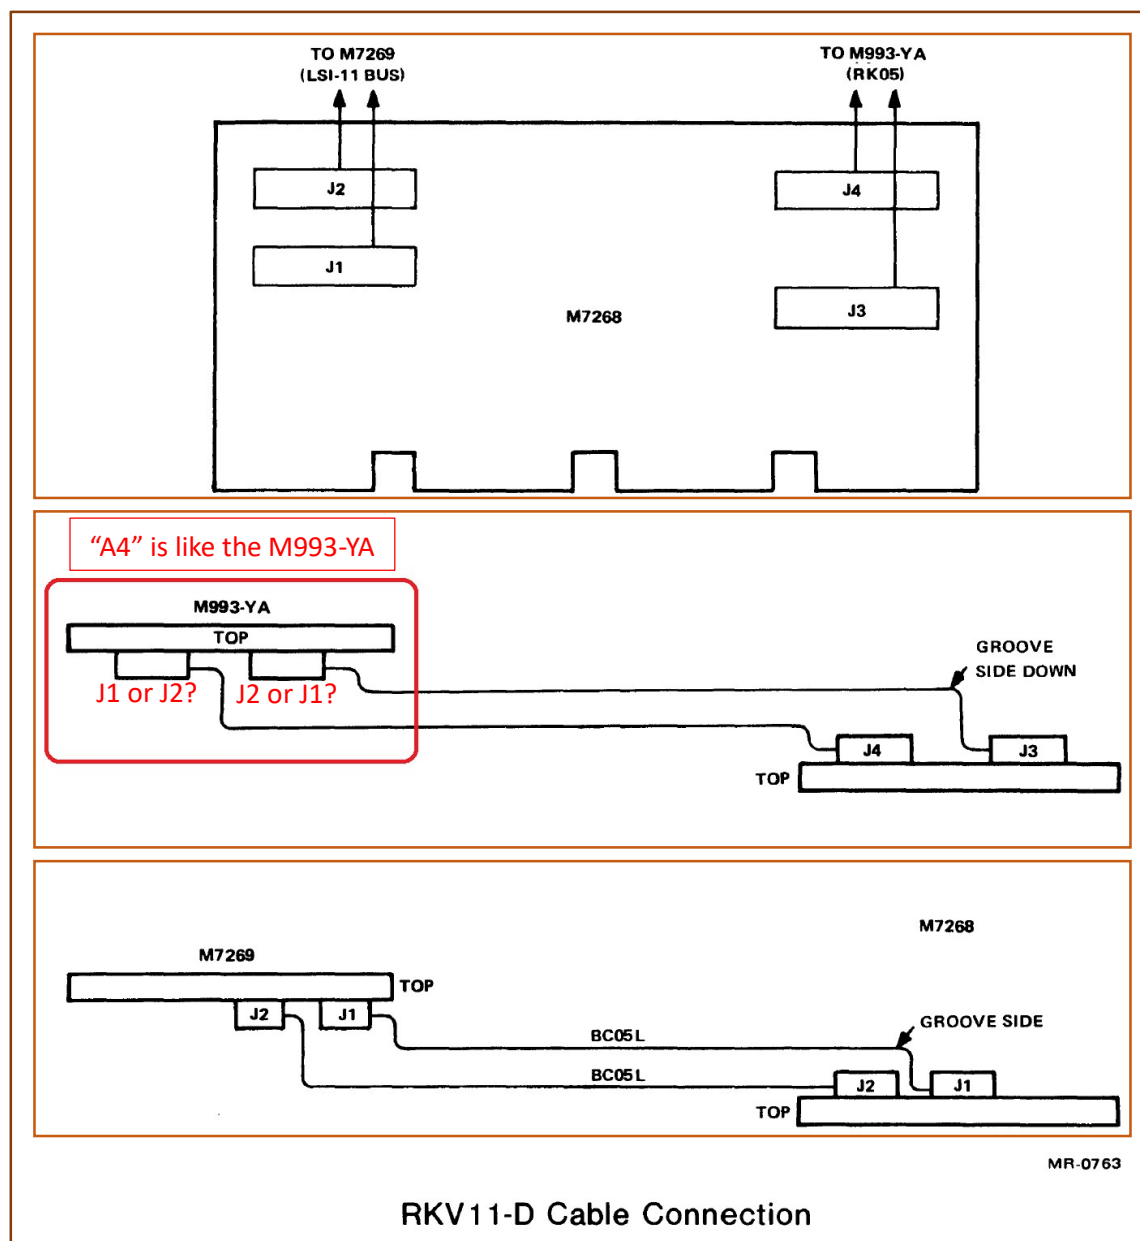 TO M7269
(LSI-11 BUS)
TO M993-YA
(RK05)
J2
J4
J1
J3
M7268
“A4” is like the M993-YA
M993-YA
TOP
J1 or J2?
J2 or J1?
GROOVE
SIDE DOWN
J4
J3
TOP
M7268
M7269
TOP
J2
J1
GROOVE SIDE
BC05L
BC05L
J2
J1
TOP
MR-0763
RKV11-D Cable Connection